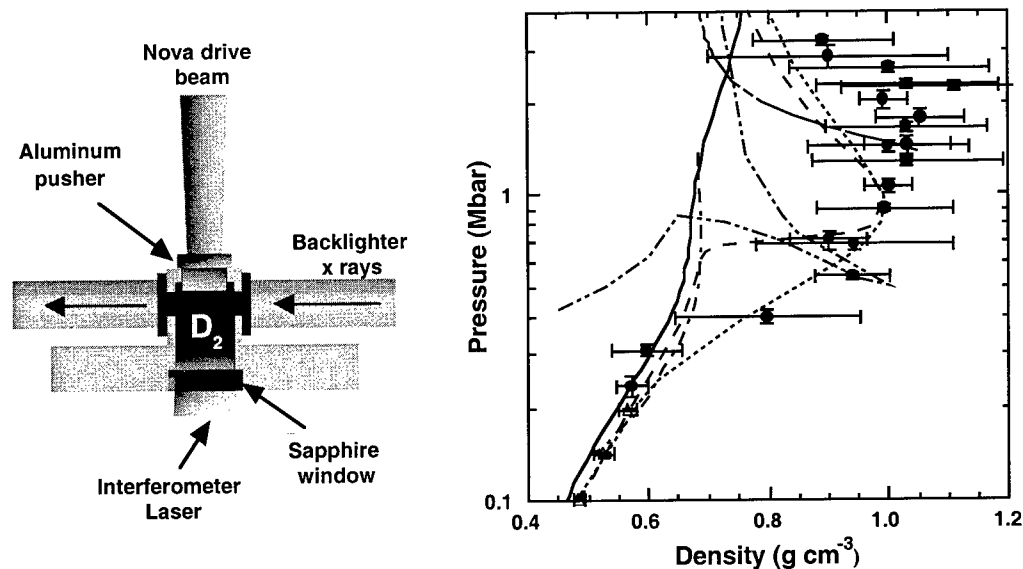 Nova drive
beam
Aluminum
pusher
Backlighter
x rays
D2
Sapphire
window
Interferometer
Laser
Pressure (Mbar)
1
0.1
0.4
0.6
0.8
1.0
1.2
Density (g cm-3)